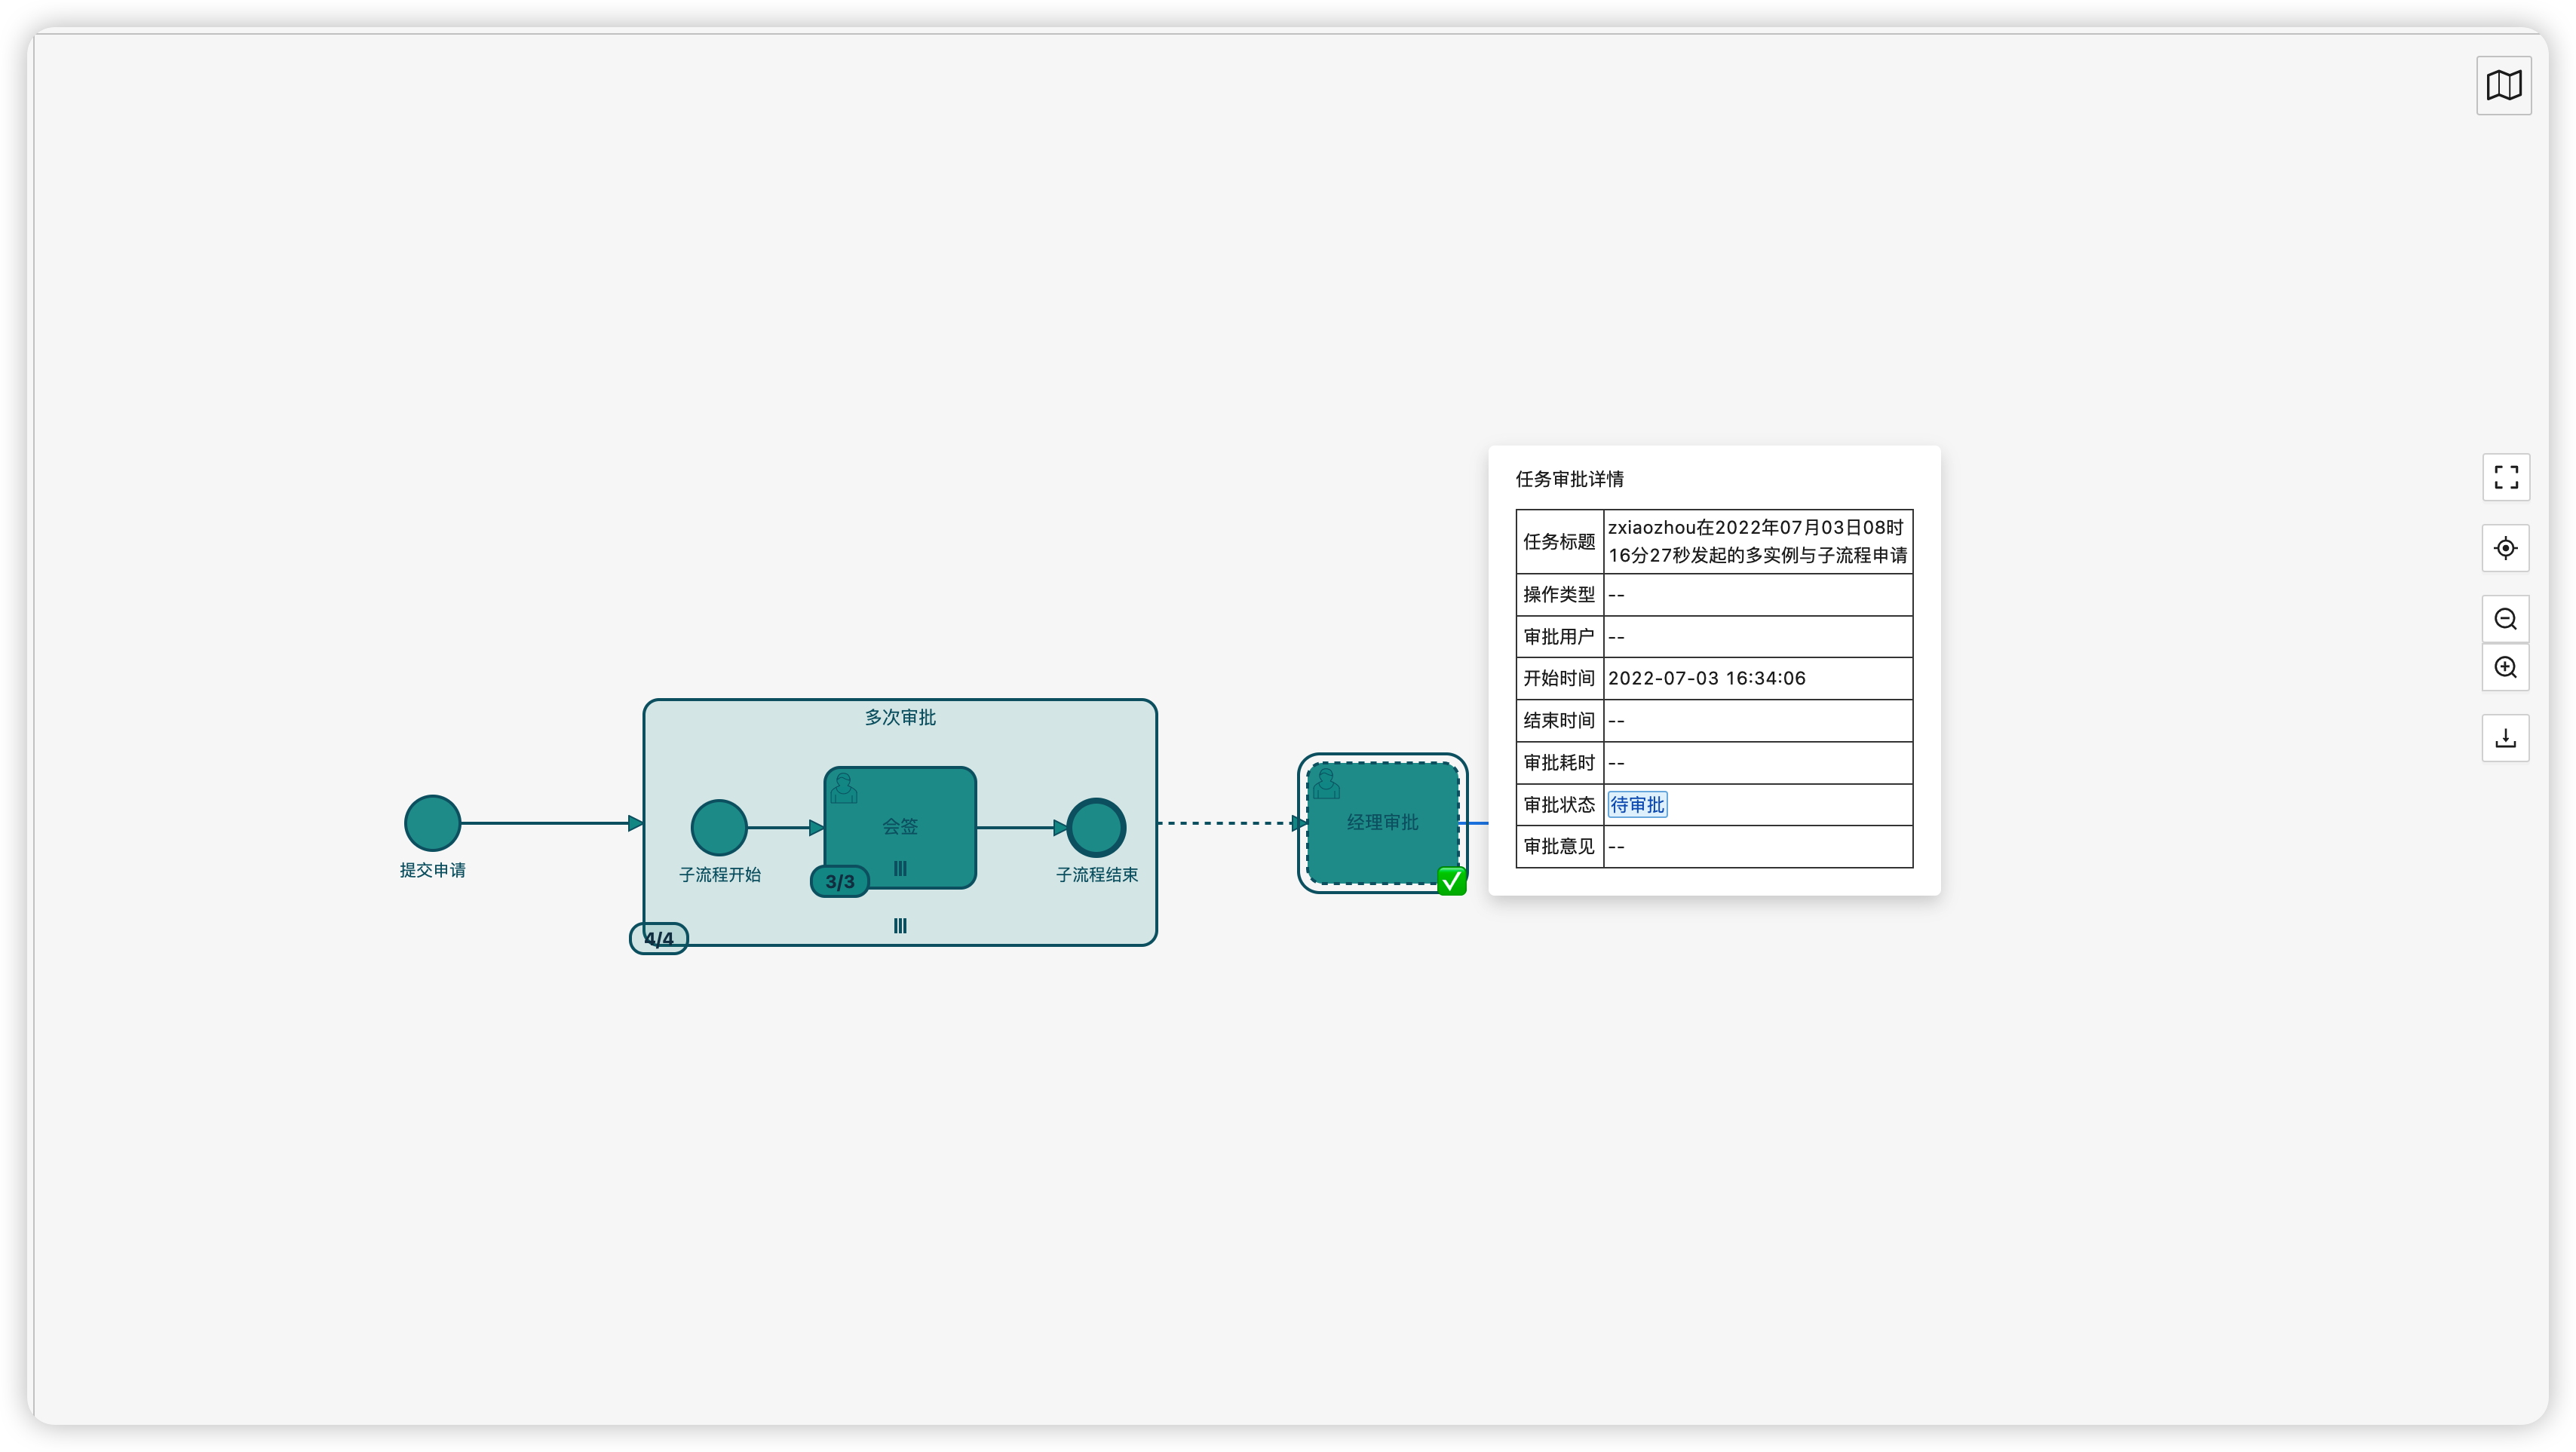 提交申请
多次审批
子流程开始
会签
3/3
子流程结束
4/4
经理审批
任务审批详情
任务标题 zxiaozhou在2022年07月03日08时
16分27秒发起的多实例与子流程申请
操作类型 --
审批用户 --
开始时间 2022-07-03 16:34:06
结束时间 --
审批耗时 --
审批状态 待审批
审批意见 --